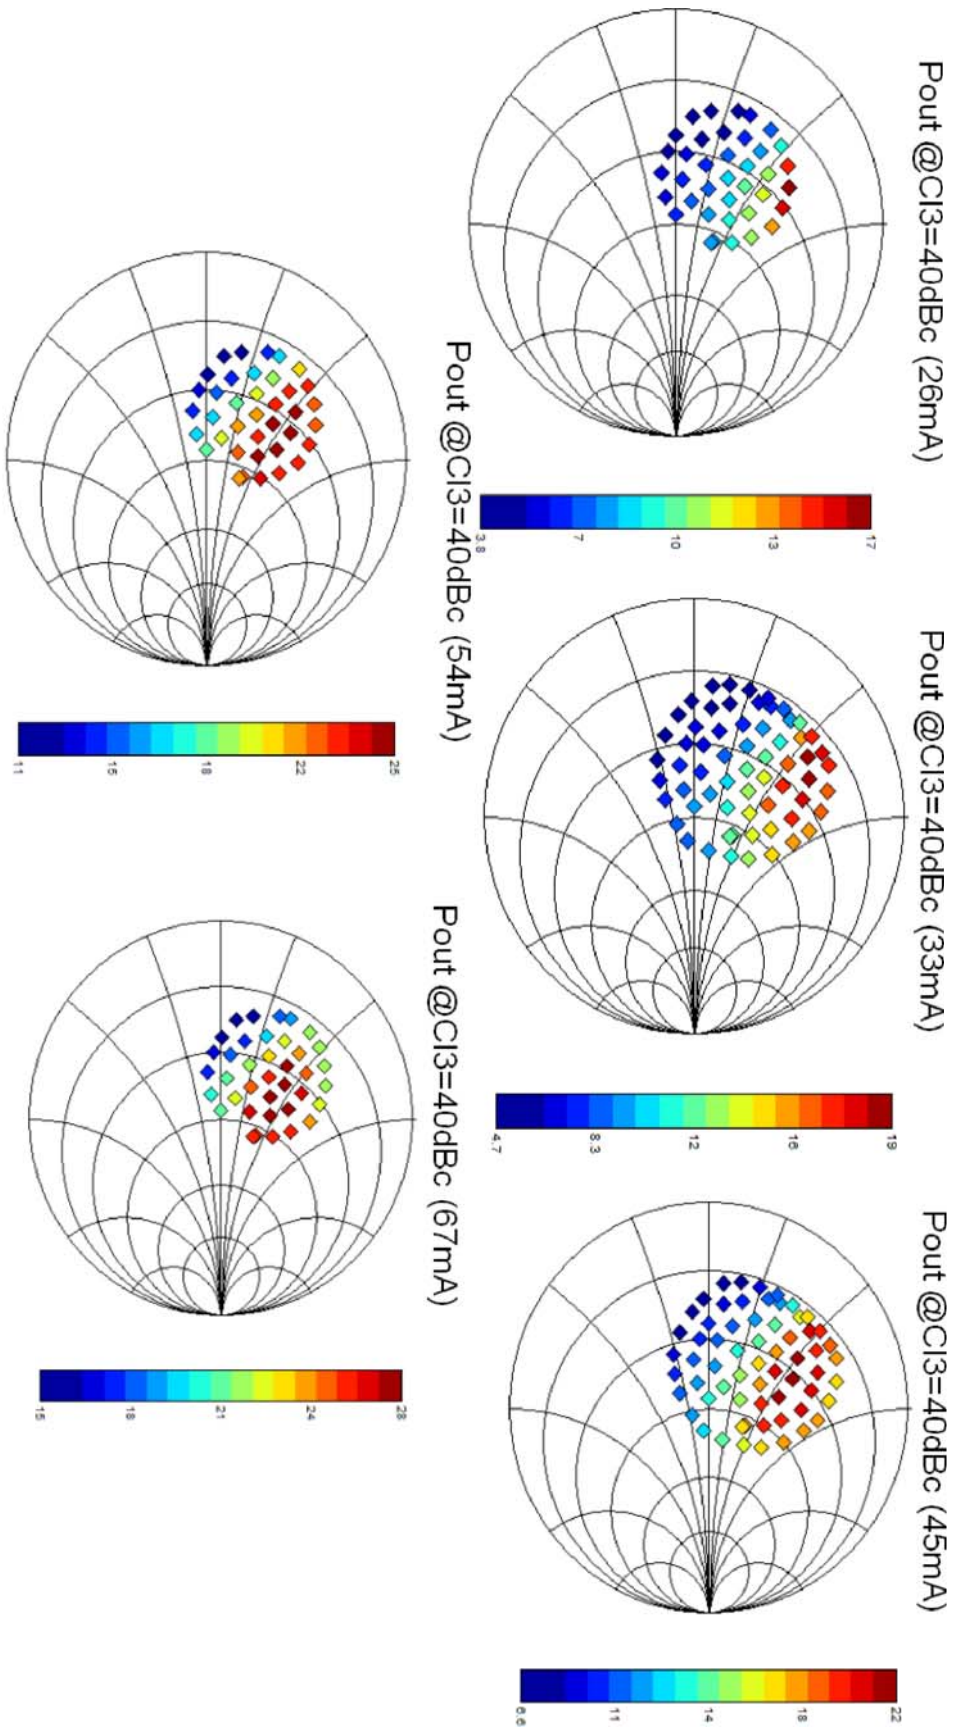 Pout @CI3=40dBc (26mA)
3.8 7 10 13 17
Pout @CI3=40dBc (33mA)
4.7 8.3 12 16 19
Pout @CI3=40dBc (45mA)
6.6 11 14 18 22
Pout @CI3=40dBc (54mA)
11 15 18 22 25
Pout @CI3=40dBc (67mA)
15 18 21 24 28